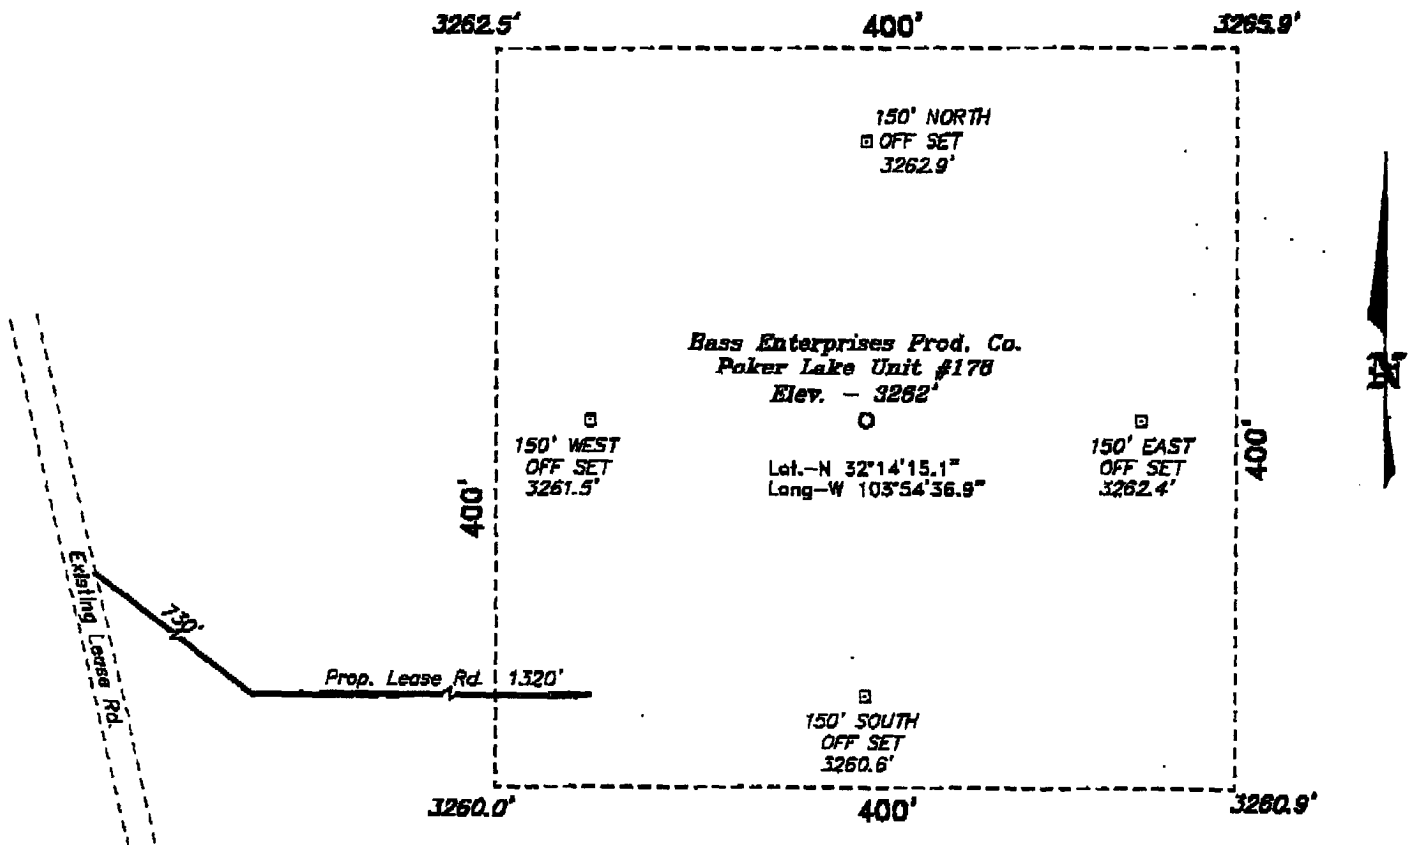 3262.5'
400'
3265.9'
150' NORTH
OFF SET
3262.9'
Bass Enterprises Prod. Co.
Poker Lake Unit #178
Elev. - 3262'
150' WEST
OFF SET
3261.5'
Lat.-N 32°14'15.1"
Long-W 103°54'36.9"
150' EAST
OFF SET
3262.4'
400'
400'
Existing Lease Rd.
730'
Prop. Lease Rd. 1320'
150' SOUTH
OFF SET
3260.6'
3260.0'
400'
3260.9'